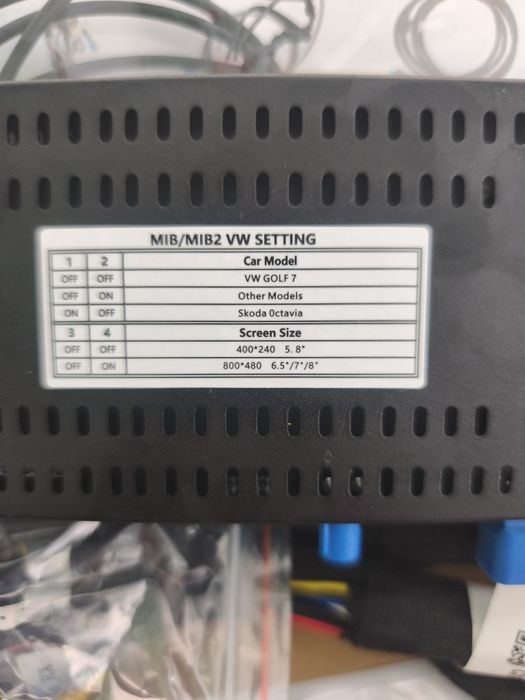 MIB/MIB2 VW SETTING
1 2 Car Model
OFF OFF VW GOLF 7
OFF ON Other Models
ON OFF Skoda Octavia
3 4 Screen Size
OFF OFF 400*240 5.8"
OFF ON 800*480 6.5"/7"/8"